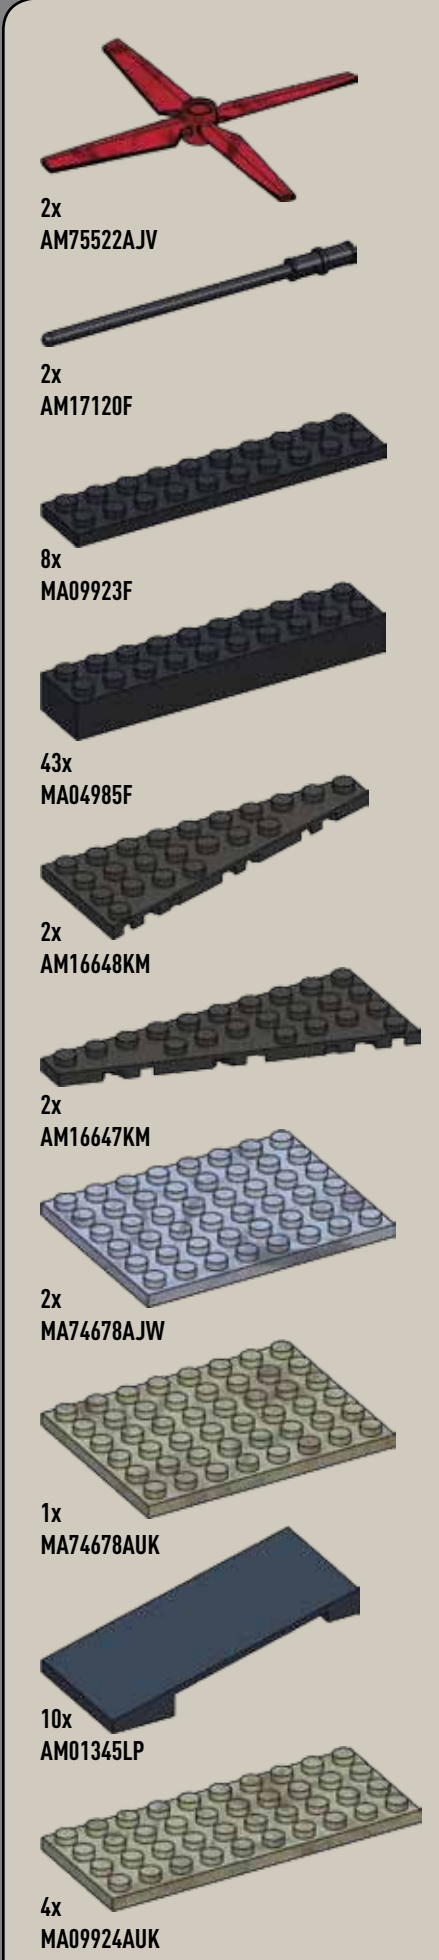 2x
AM75522AJV
2x
AM17120F
8x
MA09923F
43x
MA04985F
2x
AM16648KM
2x
AM16647KM
2x
MA74678AJW
1x
MA74678AUK
10x
AM01345LP
4x
MA09924AUK